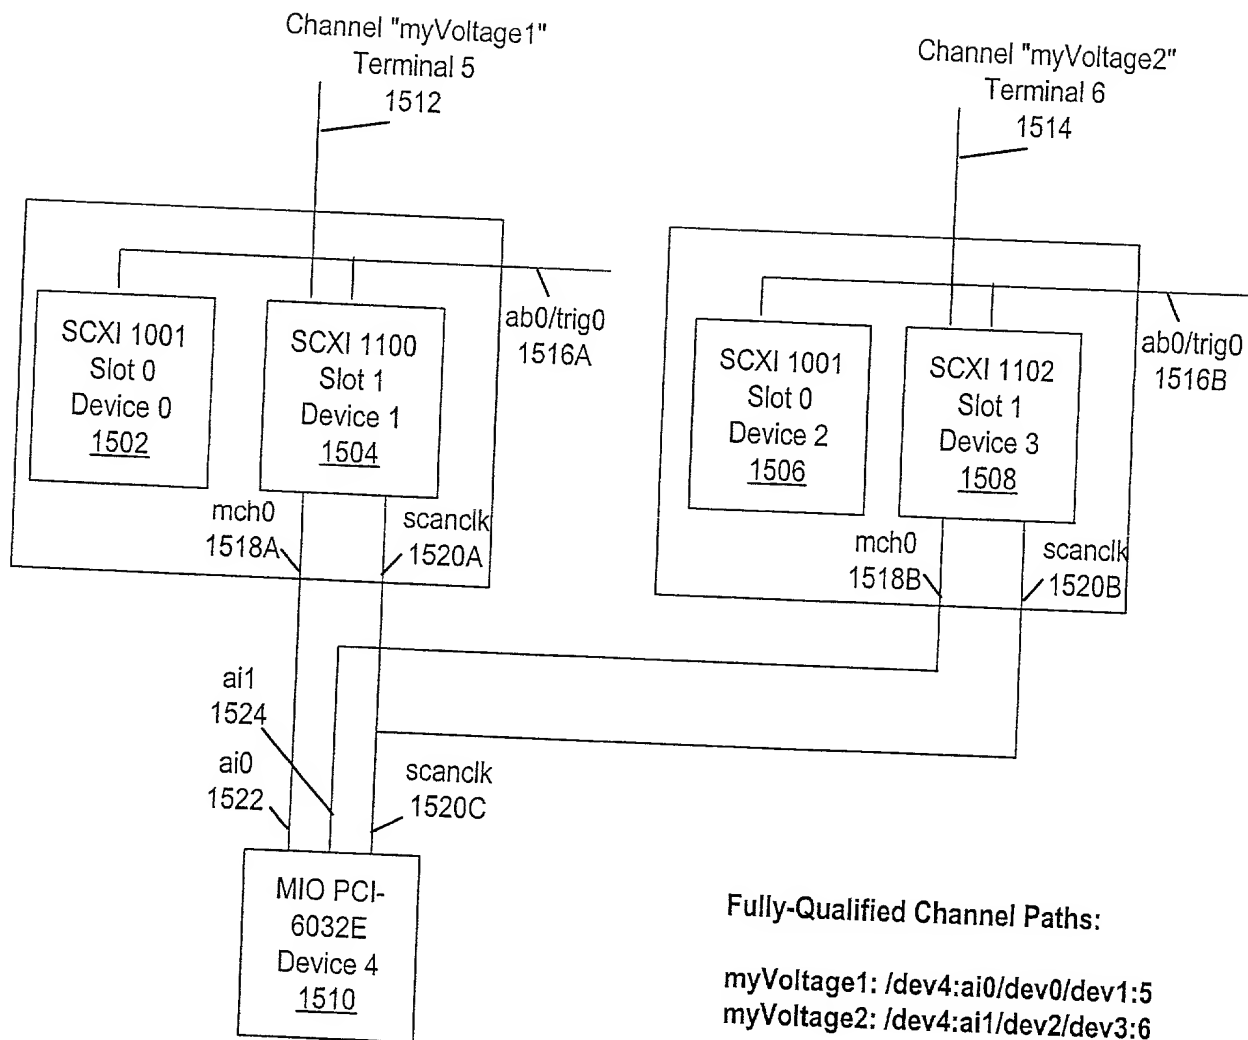 Channel "myVoltage1"
Terminal 5
1512
Channel "myVoltage2"
Terminal 6
1514
SCXI 1001
Slot 0
Device 0
1502
SCXI 1100
Slot 1
Device 1
1504
ab0/trig0
1516A
SCXI 1001
Slot 0
Device 2
1506
SCXI 1102
Slot 1
Device 3
1508
ab0/trig0
1516B
mch0
1518A
scanclk
1520A
mch0
1518B
scanclk
1520B
ai1
1524
ai0
1522
scanclk
1520C
MIO PCI-
6032E
Device 4
1510
Fully-Qualified Channel Paths:
myVoltage1: /dev4:ai0/dev0/dev1:5
myVoltage2: /dev4:ai1/dev2/dev3:6